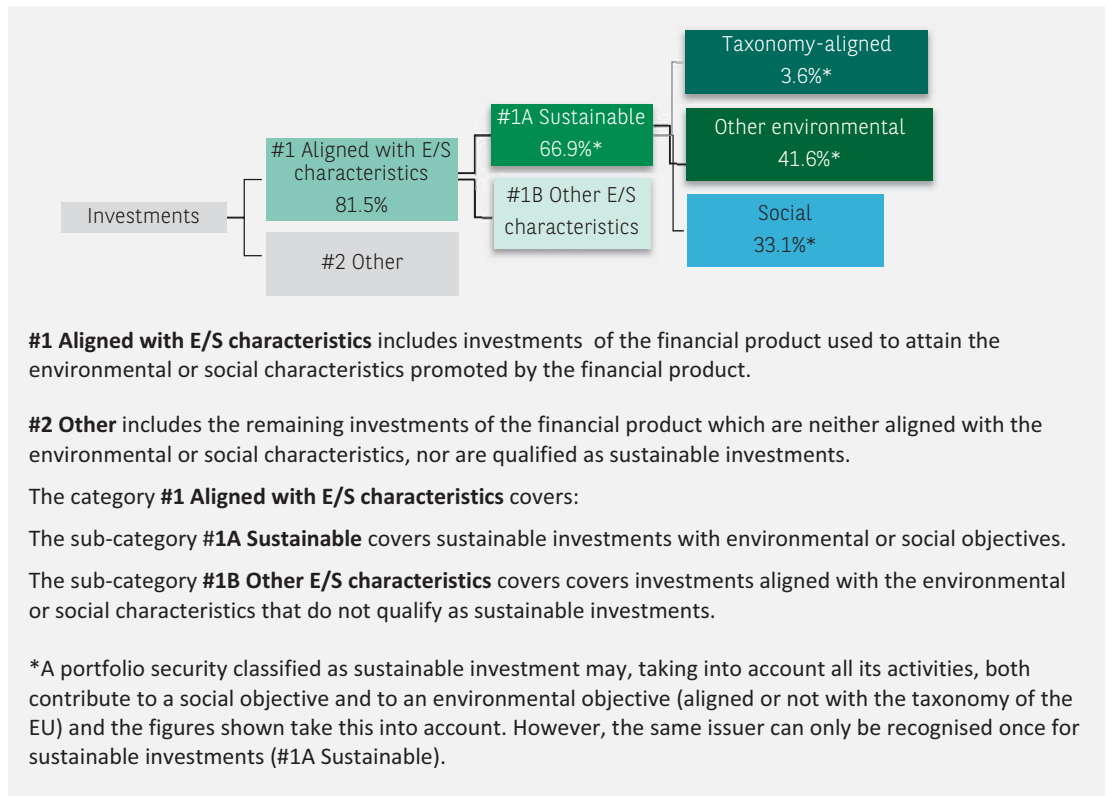 Taxonomy-aligned
3.6%*
#1A Sustainable
66.9%*
Other environmental
41.6%*
#1 Aligned with E/S
characteristics
81.5%
#1B Other E/S
characteristics
Investments
Social
33.1%*
#2 Other
#1 Aligned with E/S characteristics includes investments of the financial product used to attain the
environmental or social characteristics promoted by the financial product.
#2 Other includes the remaining investments of the financial product which are neither aligned with the
environmental or social characteristics, nor are qualified as sustainable investments.
The category #1 Aligned with E/S characteristics covers:
The sub-category #1A Sustainable covers sustainable investments with environmental or social objectives.
The sub-category #1B Other E/S characteristics covers covers investments aligned with the environmental
or social characteristics that do not qualify as sustainable investments.
*A portfolio security classified as sustainable investment may, taking into account all its activities, both
contribute to a social objective and to an environmental objective (aligned or not with the taxonomy of the
EU) and the figures shown take this into account. However, the same issuer can only be recognised once for
sustainable investments (#1A Sustainable).